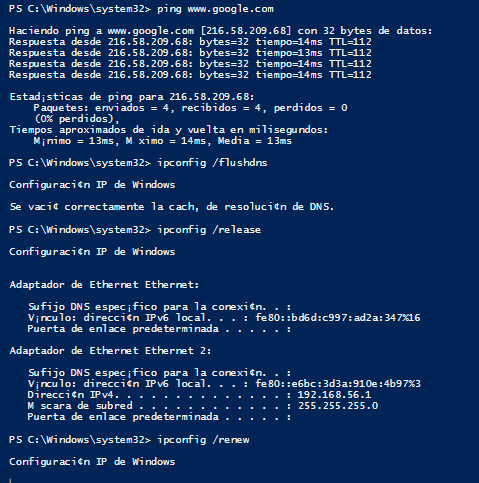 PS C:\Windows\system32> ping www.google.com
Haciendo ping a www.google.com [216.58.209.68] con 32 bytes de datos:
Respuesta desde 216.58.209.68: bytes=32 tiempo=14ms TTL=112
Respuesta desde 216.58.209.68: bytes=32 tiempo=13ms TTL=112
Respuesta desde 216.58.209.68: bytes=32 tiempo=14ms TTL=112
Respuesta desde 216.58.209.68: bytes=32 tiempo=14ms TTL=112
Estad¡sticas de ping para 216.58.209.68:
Paquetes: enviados = 4, recibidos = 4, perdidos = 0
(0% perdidos),
Tiempos aproximados de ida y vuelta en milisegundos:
M¡nimo = 13ms, M ximo = 14ms, Media = 13ms
PS C:\Windows\system32> ipconfig /flushdns
Configuraci¢n IP de Windows
Se vaci¢ correctamente la cach‚ de resoluci¢n de DNS.
PS C:\Windows\system32> ipconfig /release
Configuraci¢n IP de Windows
Adaptador de Ethernet Ethernet:
Sufijo DNS espec¡fico para la conexi¢n. . :
V¡nculo: direcci¢n IPv6 local. . . : fe80::bd6d:c997:ad2a:347%16
Puerta de enlace predeterminada . . . . . :
Adaptador de Ethernet Ethernet 2:
Sufijo DNS espec¡fico para la conexi¢n. . :
V¡nculo: direcci¢n IPv6 local. . . : fe80::e6bc:3d3a:910e:4b97%3
Direcci¢n IPv4. . . . . . . . . . . . . . : 192.168.56.1
M scara de subred . . . . . . . . . . . . : 255.255.255.0
Puerta de enlace predeterminada . . . . . :
PS C:\Windows\system32> ipconfig /renew
Configuraci¢n IP de Windows